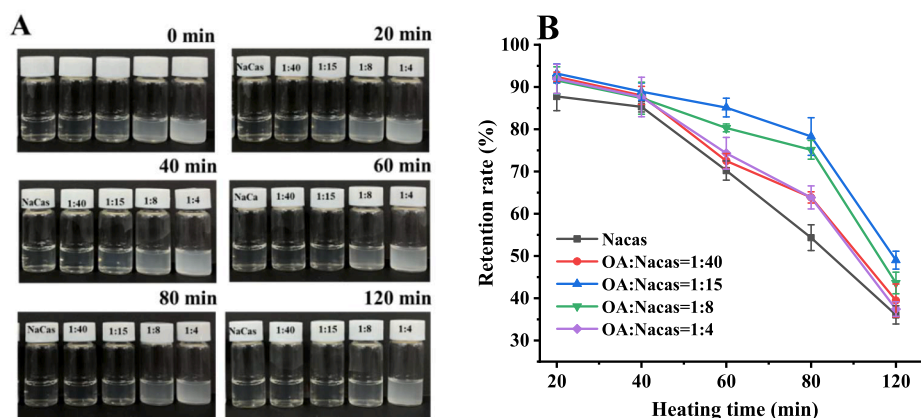 A
0 min
20 min
NaCas 1:40 1:15 1:8 1:4
40 min
60 min
NaCas 1:40 1:15 1:8 1:4
NaCa 1:40 1:15 1:8 1:4
80 min
120 min
NaCas 1:40 1:15 1:8 1:4
NaCas 1:40 1:15 1:8 1:4
B
Retention rate (%)
100
90
80
70
60
50
40
30
Nacas
OA:Nacas=1:40
OA:Nacas=1:15
OA:Nacas=1:8
OA:Nacas=1:4
20 40 60 80 120
Heating time (min)